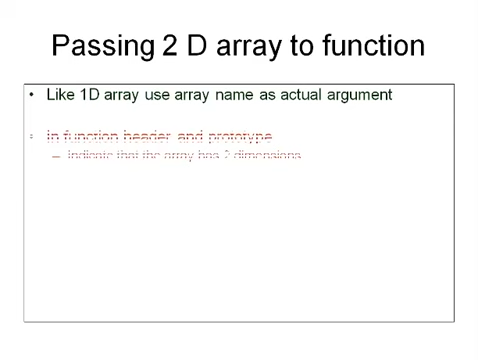 Passing 2 D array to function
• Like 1D array use array name as actual argument
• in function header and prototype
– indicate that the array has 2 dimensions